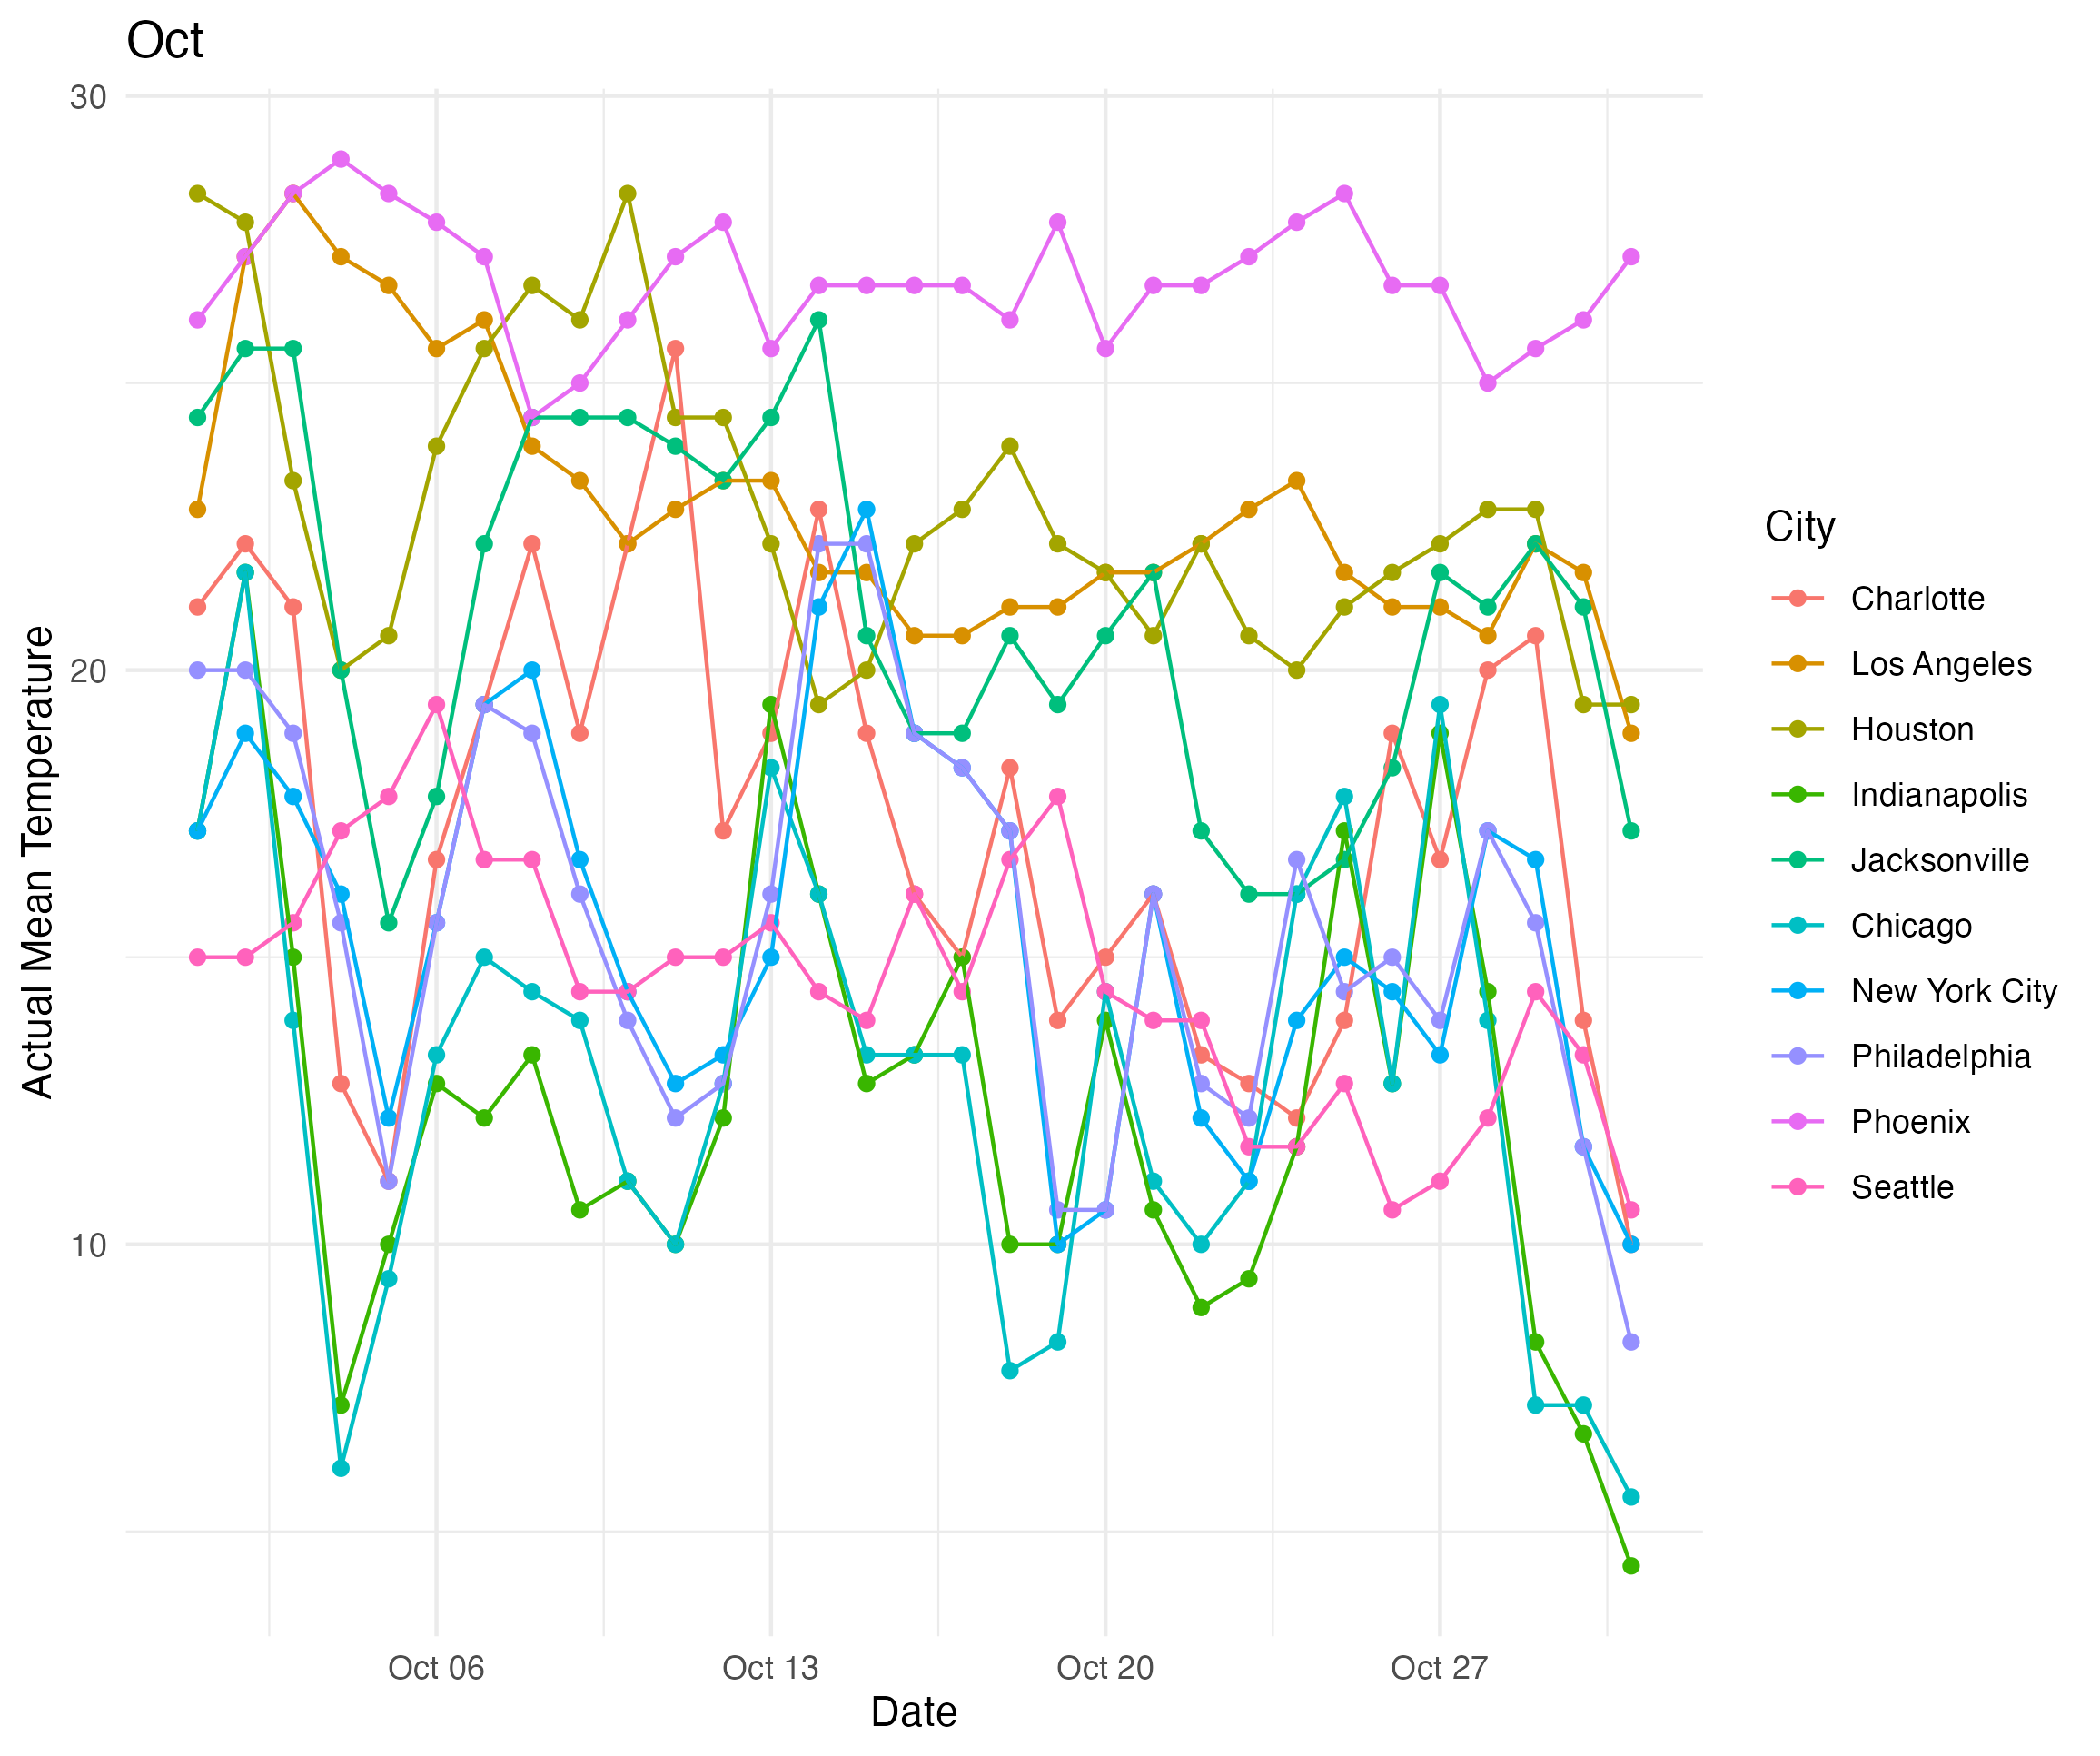 Oct
30
20
10
Actual Mean Temperature
Oct 06
Oct 13
Oct 20
Oct 27
Date
City
Charlotte
Los Angeles
Houston
Indianapolis
Jacksonville
Chicago
New York City
Philadelphia
Phoenix
Seattle